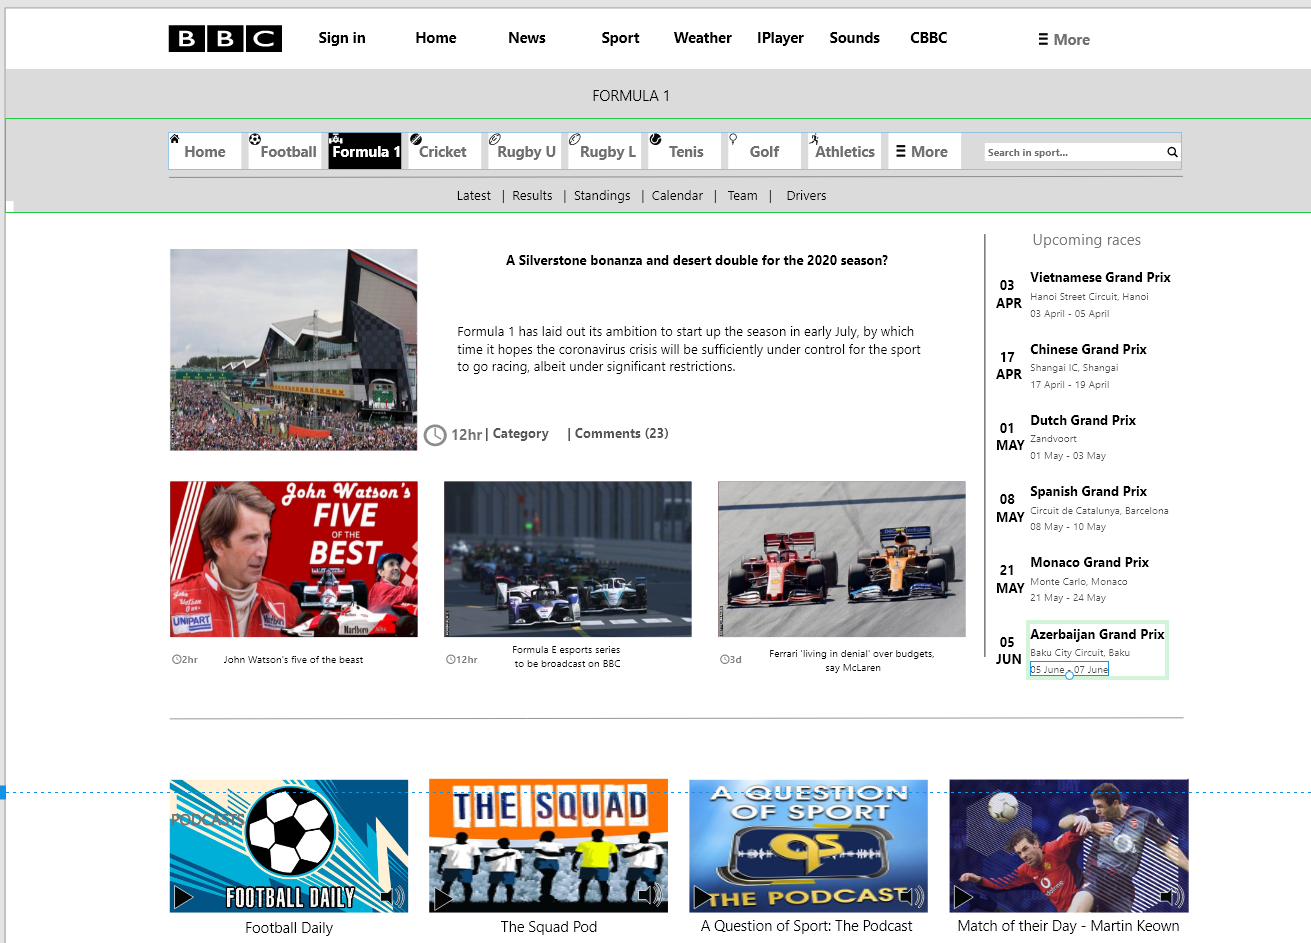 BBC Sign in Home News Sport Weather IPlayer Sounds CBBC More
FORMULA 1
Home Football Formula 1 Cricket Rugby U Rugby L Tenis Golf Athletics More Search in sport...
Latest | Results | Standings | Calendar | Team | Drivers
A Silverstone bonanza and desert double for the 2020 season?
Formula 1 has laid out its ambition to start up the season in early July, by which
time it hopes the coronavirus crisis will be sufficiently under control for the sport
to go racing, albeit under significant restrictions.
12hr | Category | Comments (23)
Upcoming races
03
APR
Vietnamese Grand Prix
Hanoi Street Circuit, Hanoi
03 April - 05 April
17
APR
Chinese Grand Prix
Shangai IC, Shangai
17 April - 19 April
01
MAY
Dutch Grand Prix
Zandvoort
01 May - 03 May
08
MAY
Spanish Grand Prix
Circuit de Catalunya, Barcelona
08 May - 10 May
21
MAY
Monaco Grand Prix
Monte Carlo, Monaco
21 May - 24 May
05
JUN
Azerbaijan Grand Prix
Baku City Circuit, Baku
05 June - 07 June
John Watson's
FIVE
OF THE
BEST
John
Watson
UNIPART
Marlboro
2hr John Watson's five of the beast
12hr Formula E esports series
to be broadcast on BBC
3d Ferrari 'living in denial' over budgets,
say McLaren
PODCASTS
FOOTBALL DAILY
Football Daily
THE SQUAD
The Squad Pod
A QUESTION
OF SPORT
qs
THE PODCAST
A Question of Sport: The Podcast
vodafone
Match of their Day - Martin Keown